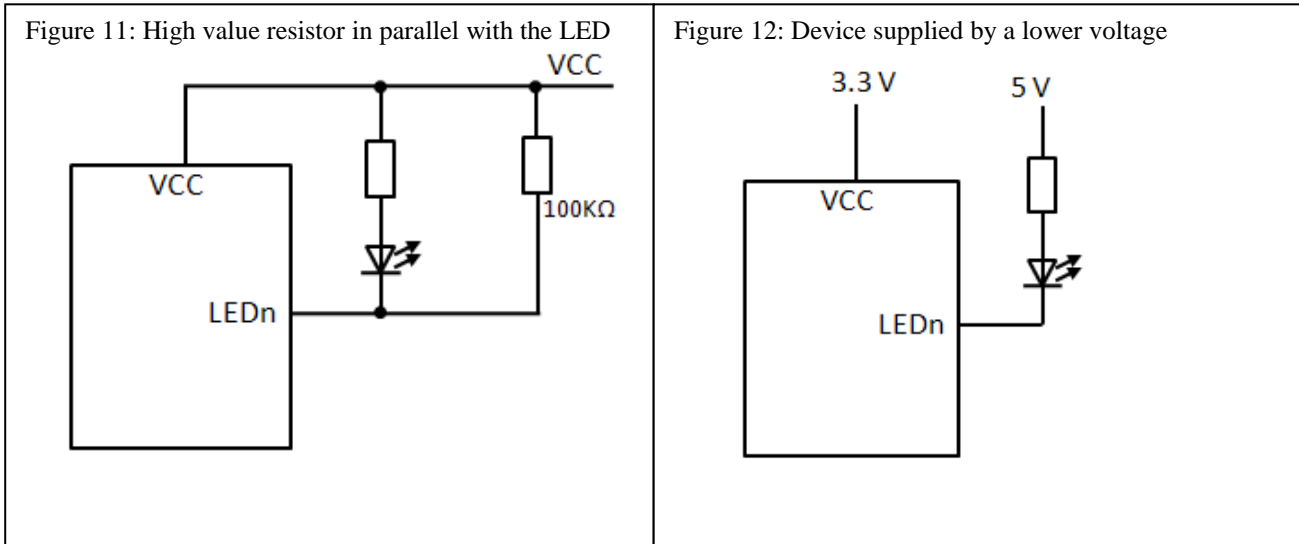 Figure 11: High value resistor in parallel with the LED
VCC
VCC
100KΩ
LEDn
Figure 12: Device supplied by a lower voltage
3.3 V
5 V
VCC
LEDn